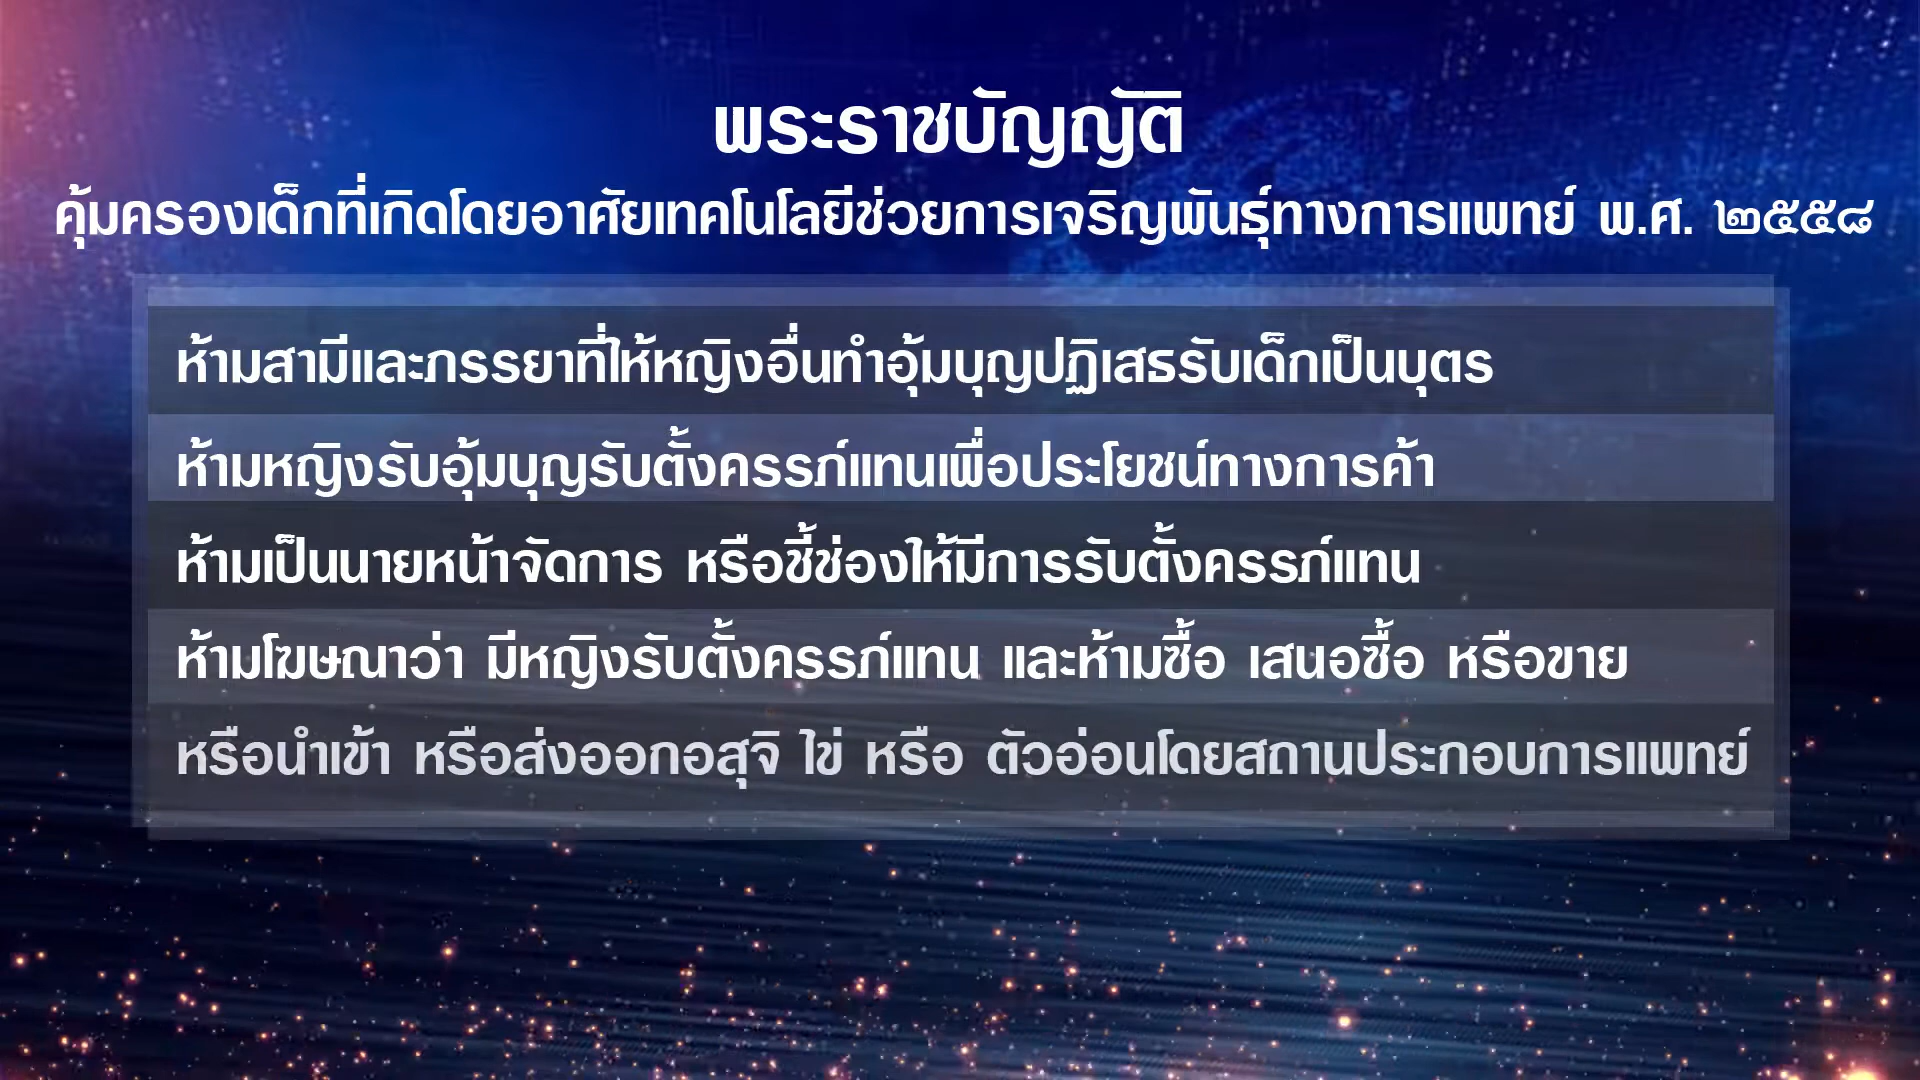 พระราชบัญญัติ
คุ้มครองเด็กที่เกิดโดยอาศัยเทคโนโลยีช่วยการเจริญพันธุ์ทางการแพทย์ พ.ศ. ๒๕๕๘
ห้ามสามีและภรรยาที่ให้หญิงอื่นทำอุ้มบุญปฏิเสธรับเด็กเป็นบุตร
ห้ามหญิงรับอุ้มบุญรับตั้งครรภ์แทนเพื่อประโยชน์ทางการค้า
ห้ามเป็นนายหน้าจัดการ หรือชี้ช่องให้มีการรับตั้งครรภ์แทน
ห้ามโฆษณาว่า มีหญิงรับตั้งครรภ์แทน และห้ามซื้อ เสนอซื้อ หรือขาย
หรือนำเข้า หรือส่งออกอสุจิ ไข่ หรือ ตัวอ่อนโดยสถานประกอบการแพทย์